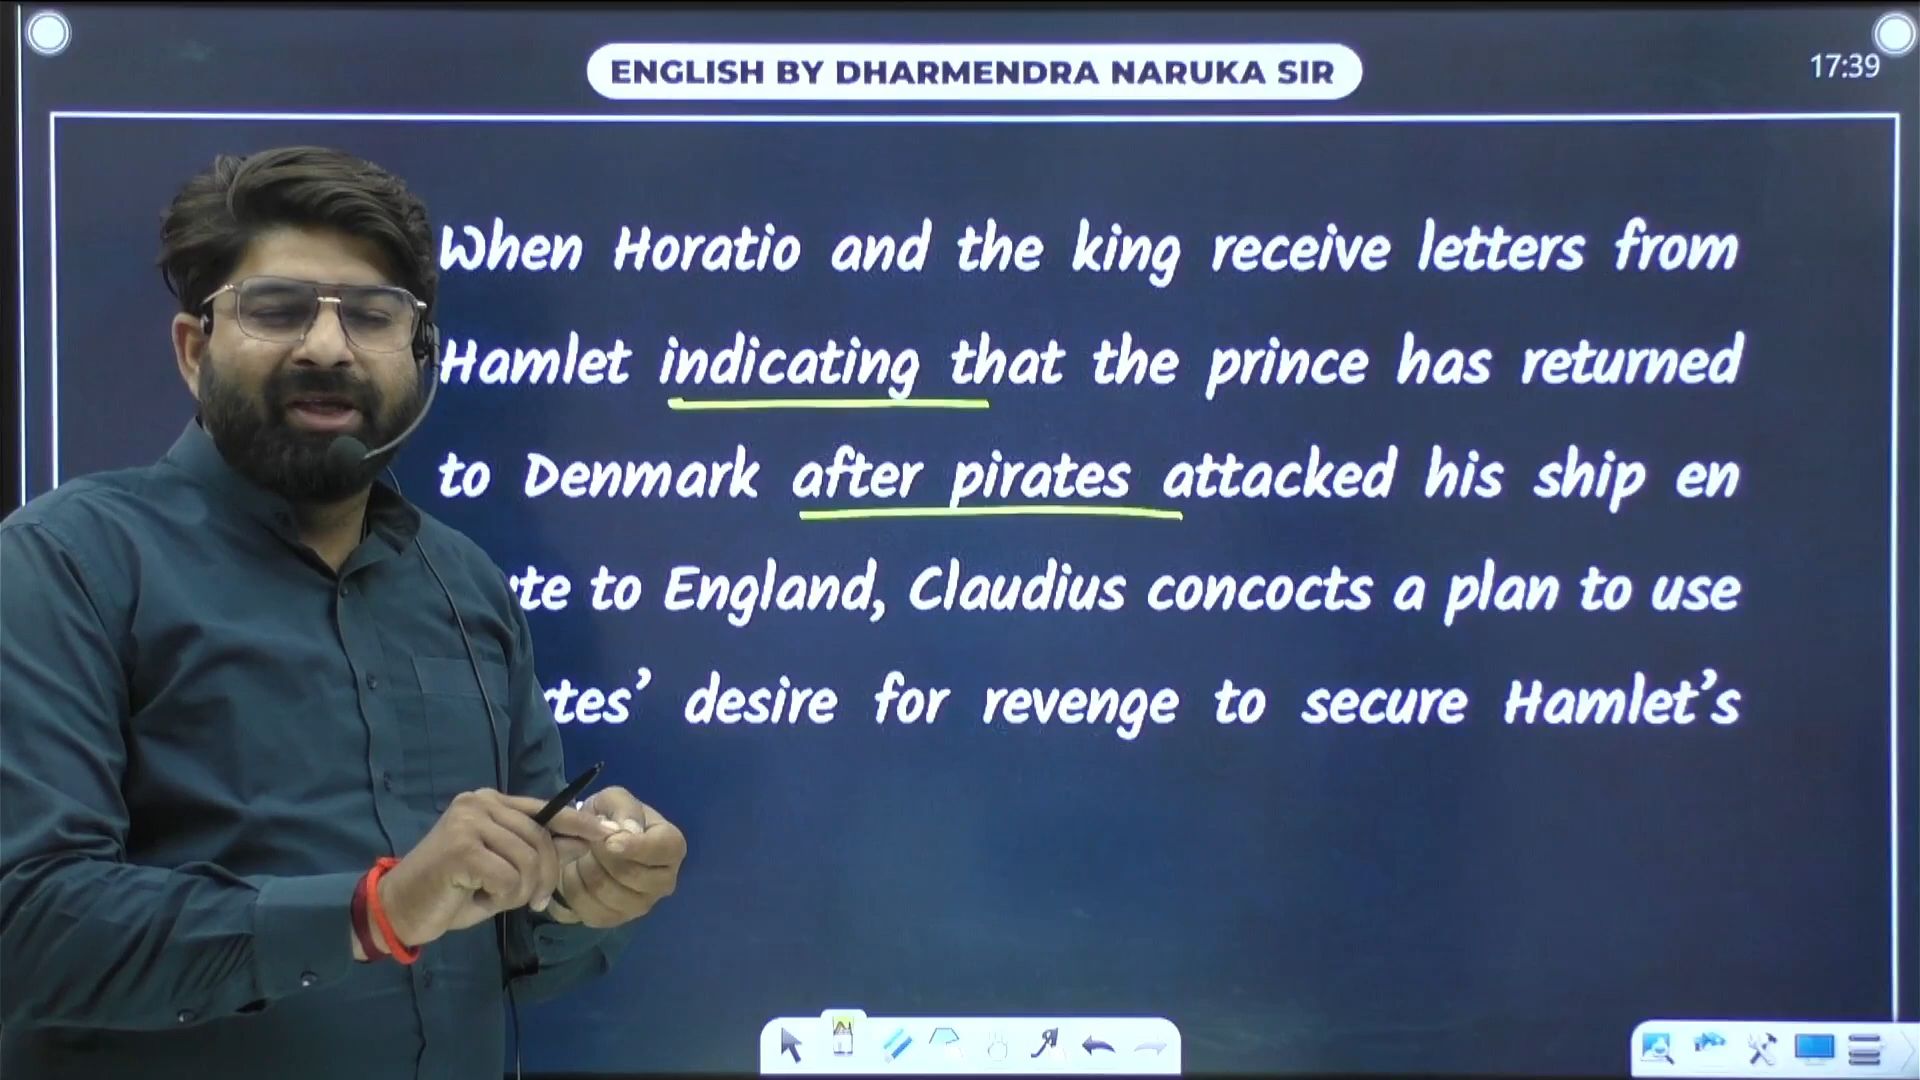 ENGLISH BY DHARMENDRA NARUKA SIR
17:39
When Horatio and the king receive letters from
Hamlet indicating that the prince has returned
to Denmark after pirates attacked his ship en
to England, Claudius concocts a plan to use
desire for revenge to secure Hamlet's